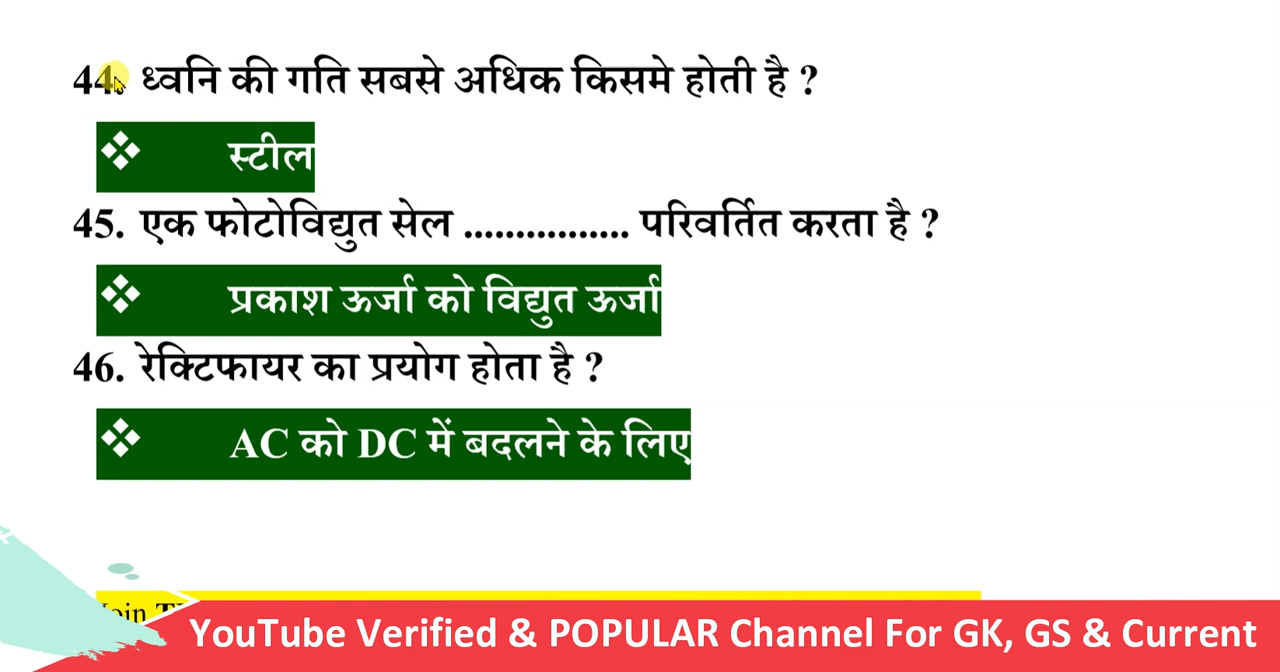 44. ध्वनि की गति सबसे अधिक किसमे होती है ?
❖ स्टील
45. एक फोटोविद्युत सेल ................ परिवर्तित करता है ?
❖ प्रकाश ऊर्जा को विद्युत ऊर्जा
46. रेक्टिफायर का प्रयोग होता है ?
❖ AC को DC में बदलने के लिए
Join
YouTube Verified & POPULAR Channel For GK, GS & Current